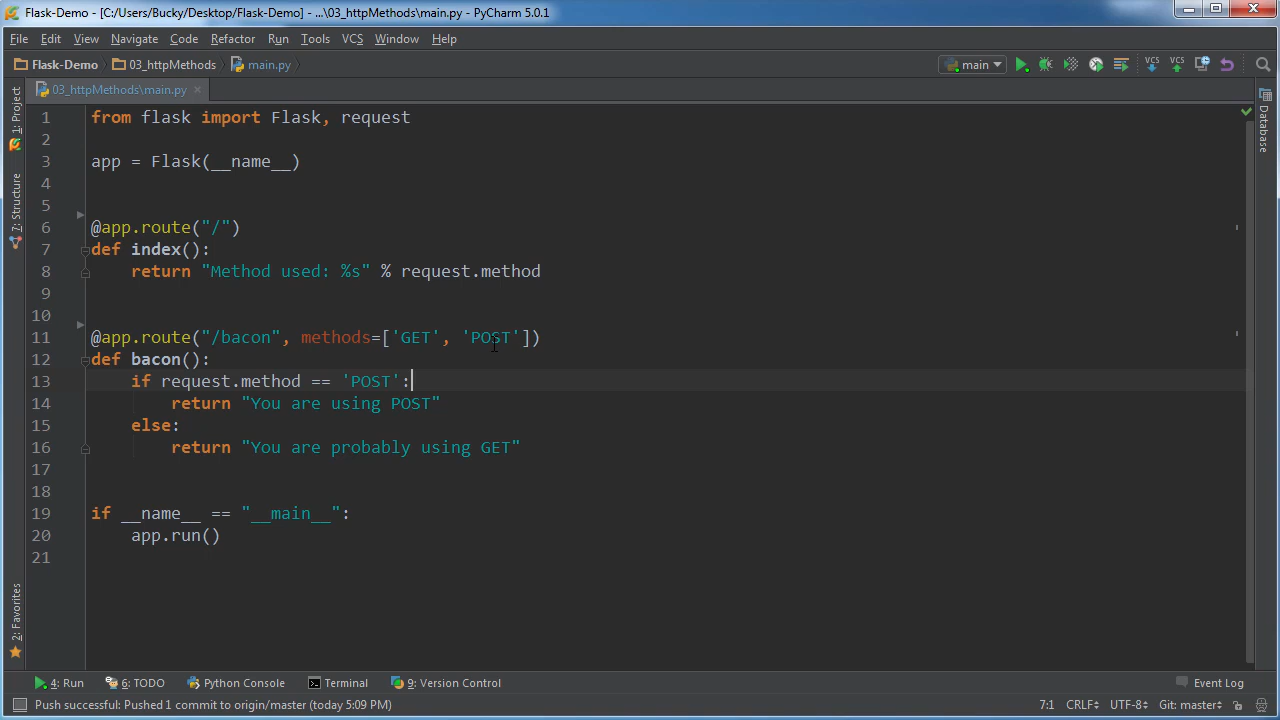 Flask-Demo - [C:/Users/Bucky/Desktop/Flask-Demo] - ...\03_httpMethods\main.py - PyCharm 5.0.1
File Edit View Navigate Code Refactor Run Tools VCS Window Help
Flask-Demo 03_httpMethods main.py main VCS VCS
03_httpMethods\main.py
1: Project
7: Structure
2: Favorites
Database
1 from flask import Flask, request
2
3 app = Flask(__name__)
4
5
6 @app.route("/")
7 def index():
8 return "Method used: %s" % request.method
9
10
11 @app.route("/bacon", methods=['GET', 'POST'])
12 def bacon():
13 if request.method == 'POST':
14 return "You are using POST"
15 else:
16 return "You are probably using GET"
17
18
19 if __name__ == "__main__":
20 app.run()
21
4: Run 6: TODO Python Console Terminal 9: Version Control Event Log
Push successful: Pushed 1 commit to origin/master (today 5:09 PM) 7:1 CRLF UTF-8 Git: master